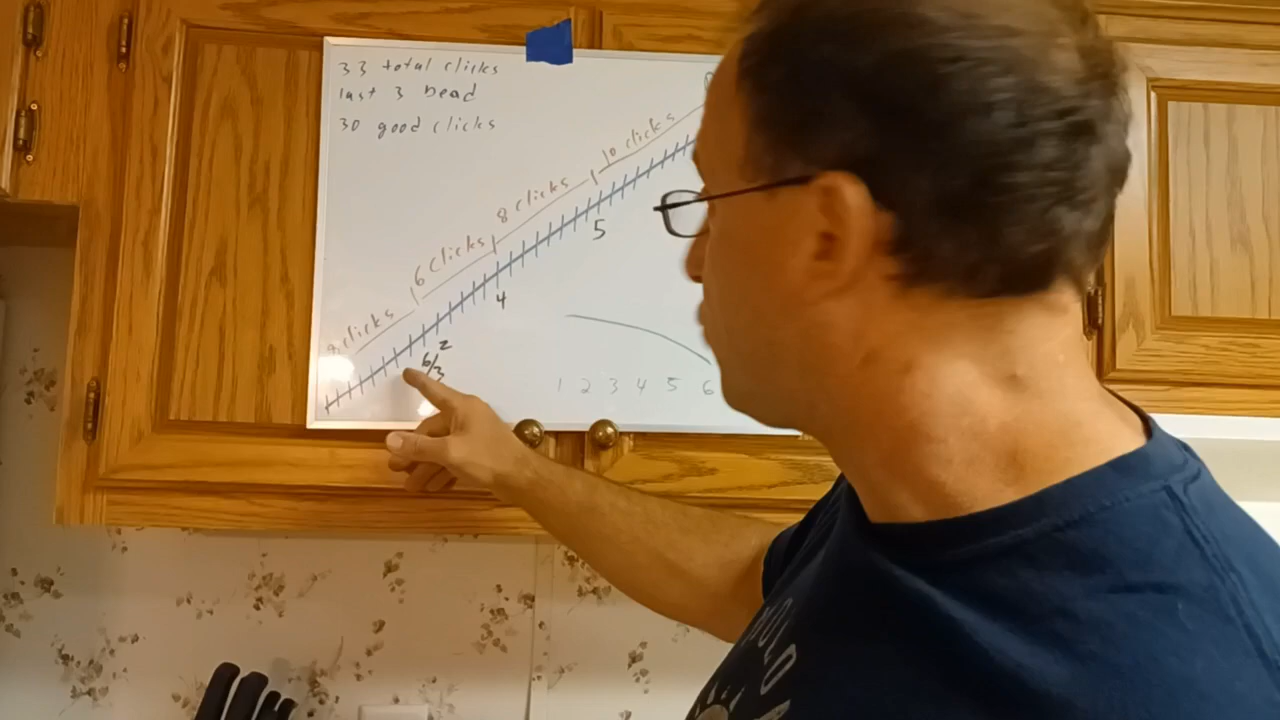 33 total clicks
last 3 Dead
30 good clicks
10 clicks
8 clicks
6 clicks
8 clicks
5
4
2
6/3
1 2 3 4 5 6